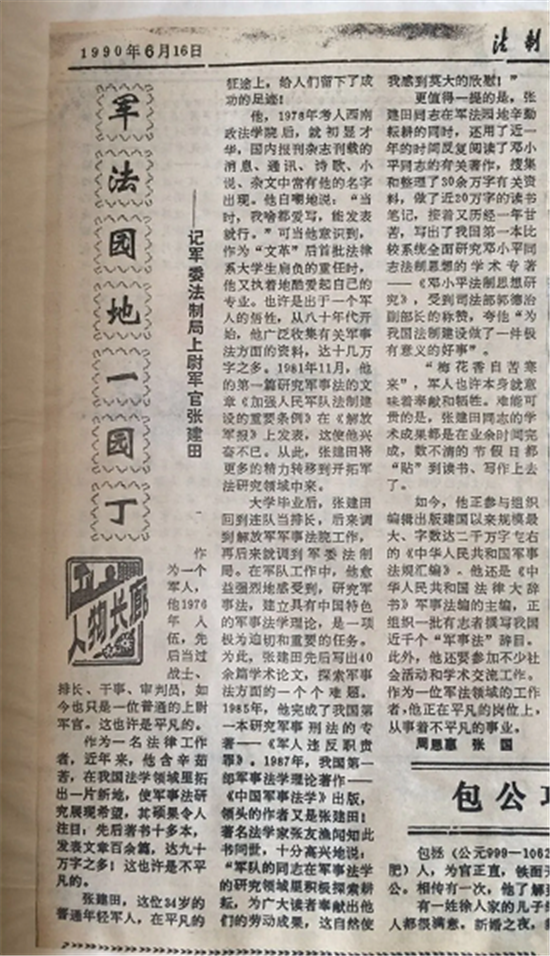 1990年6月16日
法制
军法园地一园丁
——记军委法制局上尉军官张建田
人物长廊
作
为一个
军人，
他1976
年入
伍，先
后当过
战士、
排长、干事、审判员，如
今也只是一位普通的上尉
军官。这也许是平凡的。
作为一名法律工作
者，近年来，他含辛茹
苦，在我国法学领域里拓
出一片新地，使军事法研
究展现希望，其硕果令人
注目：先后著书十多本，
发表文章百余篇，达九十
万字之多！这也许是不平
凡的。
张建田，这位34岁的
普通年轻军人，在平凡的
征途上，给人们留下了成
功的足迹！
他，1978年考入西南
政法学院后，就初显才
华，国内报刊杂志刊载的
消息、通讯、诗歌、小
说、杂文中常有他的名字
出现。他自嘲地说：“当
时，我啥都爱写，能发表
就行。”可当他意识到，
作为“文革”后首批法律
系大学生肩负的重任时，
他又执着地酷爱起自己的
专业。也许是出于一个军
人的悟性，从八十年代开
始，他广泛收集有关军事
法方面的资料，达十几万
字之多。1981年11月，他
的第一篇研究军事法的文
章《加强人民军队法制建
设的重要条例》在《解放
军报》上发表，这使他兴
奋不已。从此，张建田将
更多的精力转移到开拓军
法研究领域中来。
大学毕业后，张建田
回到连队当排长，后来调
到解放军军事法院工作，
再后来就调到军委法制
局。在军队工作中，他愈
益强烈地感受到，研究军
事法，建立具有中国特色
的军事法学理论，是一项
极为迫切和重要的任务。
为此，张建田先后写出40
余篇学术论文，探索军事
法方面的一个个难题。
1985年，他完成了我国第
一本研究军事刑法的专
著——《军人违反职责
罪》。1987年，我国第一
部军事法学理论著作——
《中国军事法学》出版，
领头的作者又是张建田！
著名法学家张友渔闻知此
书问世，十分高兴地说：
“军队的同志在军事法学
的研究领域里积极探索耕
耘，为广大读者奉献出他
们的劳动成果，这自然使
我感到莫大的欣慰！”
更值得一提的是，张
建田同志在军法园地辛勤
耕耘的同时，还用了近一
年的时间反复阅读了邓小
平同志的有关著作，搜集
和整理了30余万字有关资
料，做了近20万字的读书
笔记，接着又历经一年甘
苦，写出了我国第一本比
较系统全面研究邓小平同
志法制思想的学术专著
——《邓小平法制思想研
究》，受到司法部郭德治
副部长的称赞，夸他“为
我国法制建设做了一件极
有意义的好事”。
“梅花香自苦寒
来”，军人也许本身就意
味着奉献和牺牲。难能可
贵的是，张建田同志的学
术成果都是在业余时间完
成，数不清的节假日都
“贴”到读书、写作上去
了。
如今，他正参与组织
编辑出版建国以来规模最
大、字数达二千万字左右
的《中华人民共和国军事
法规汇编》。他还是《中
华人民共和国法律大辞
书》军事法编的主编，正
组织一批有志者撰写我国
近千个“军事法”辞目。
此外，他还要参加不少社
会活动和学术交流工作。
作为一位军法领域的工作
者，他正在平凡的岗位上，
从事着不平凡的事业。
周恩惠 张国
包公
包拯（公元999—1062
肥）人，为官正直，铁面
公。相传有一次，他了解到
有一姓徐人家的儿子
人都很满意。新婚之夜，